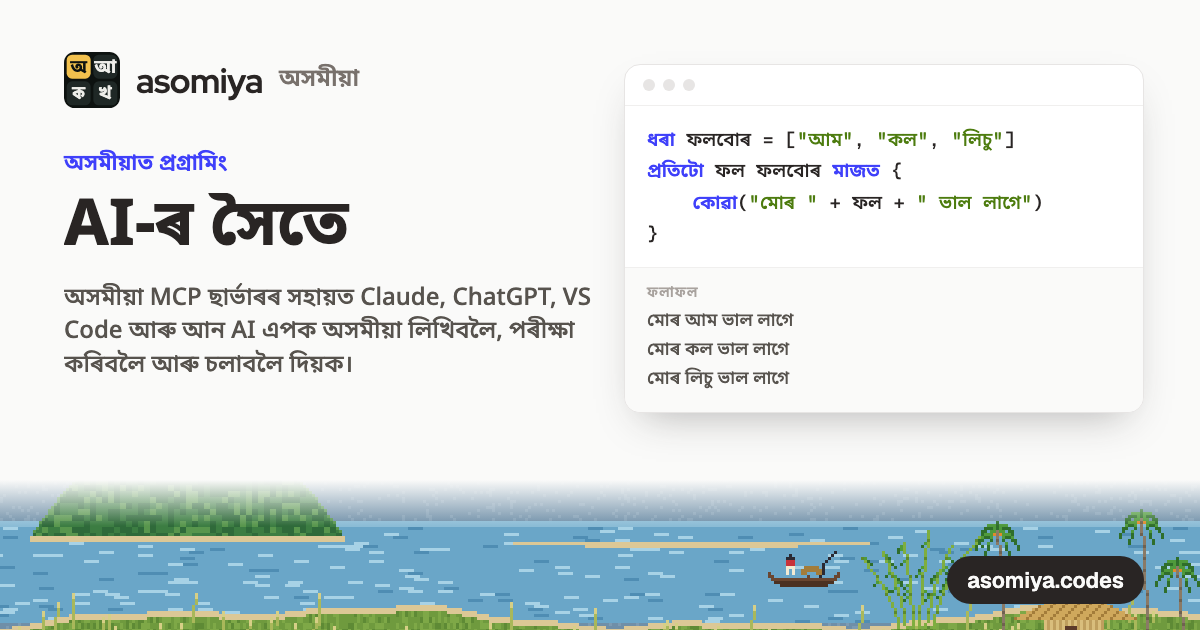 অ আ
ক খ
asomiya অসমীয়া
অসমীয়াত প্ৰগ্ৰামিং
AI-ৰ সৈতে
অসমীয়া MCP ছাৰ্ভাৰৰ সহায়ত Claude, ChatGPT, VS
Code আৰু আন AI এপক অসমীয়া লিখিবলৈ, পৰীক্ষা
কৰিবলৈ আৰু চলাবলৈ দিয়ক।
ধৰা ফলবোৰ = ["আম", "কল", "লিচু"]
প্ৰতিটো ফল ফলবোৰ মাজত {
কোৱা("মোৰ " + ফল + " ভাল লাগে")
}
ফলাফল
মোৰ আম ভাল লাগে
মোৰ কল ভাল লাগে
মোৰ লিচু ভাল লাগে
asomiya.codes